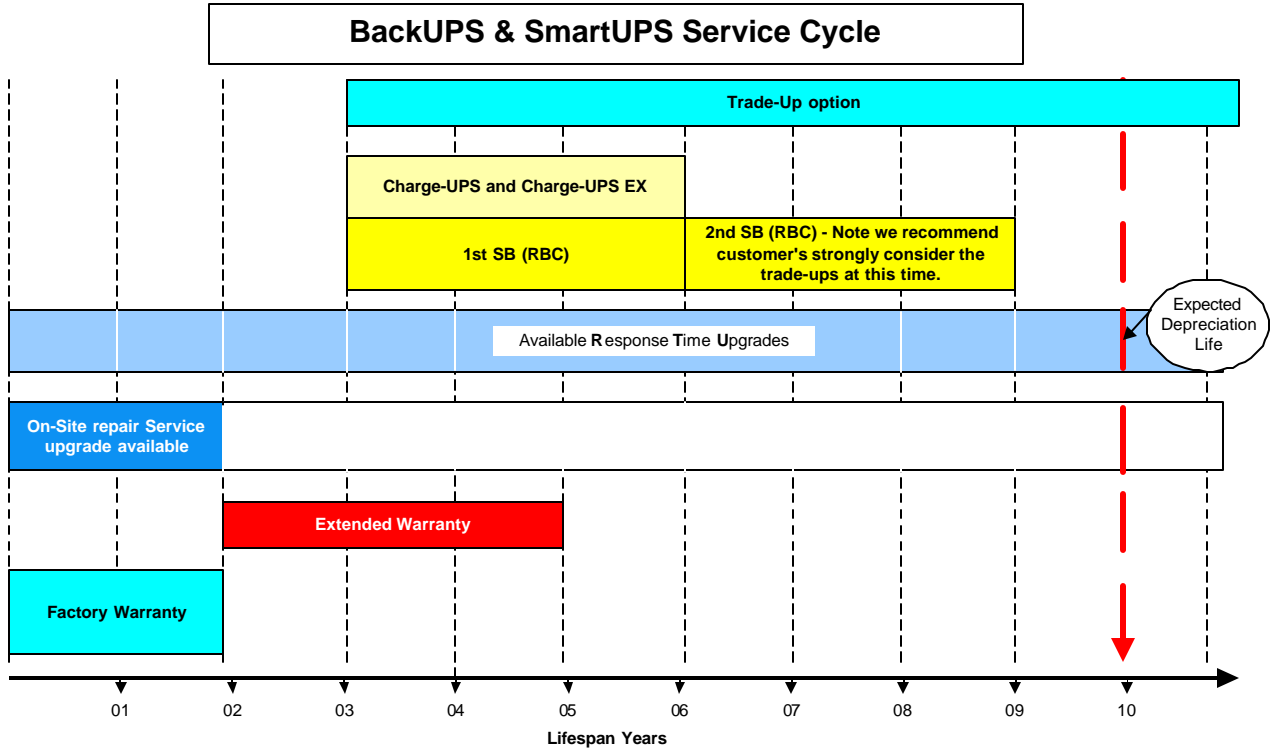 BackUPS & SmartUPS Service Cycle
Trade-Up option
Charge-UPS and Charge-UPS EX
1st SB (RBC)
2nd SB (RBC) - Note we recommend
customer's strongly consider the
trade-ups at this time.
Available Response Time Upgrades
Expected
Depreciation
Life
On-Site repair Service
upgrade available
Extended Warranty
Factory Warranty
01 02 03 04 05 06 07 08 09 10
Lifespan Years